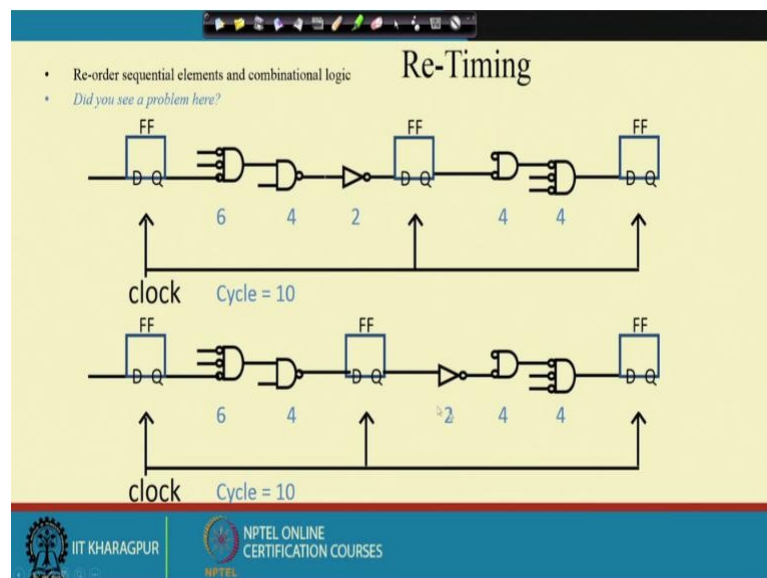 Re-Timing
• Re-order sequential elements and combinational logic
• Did you see a problem here?
FF FF FF
D Q D Q D Q
6 4 2 4 4
clock Cycle = 10
FF FF FF
D Q D Q D Q
6 4 2 4 4
clock Cycle = 10
IIT KHARAGPUR
NPTEL
NPTEL ONLINE
CERTIFICATION COURSES